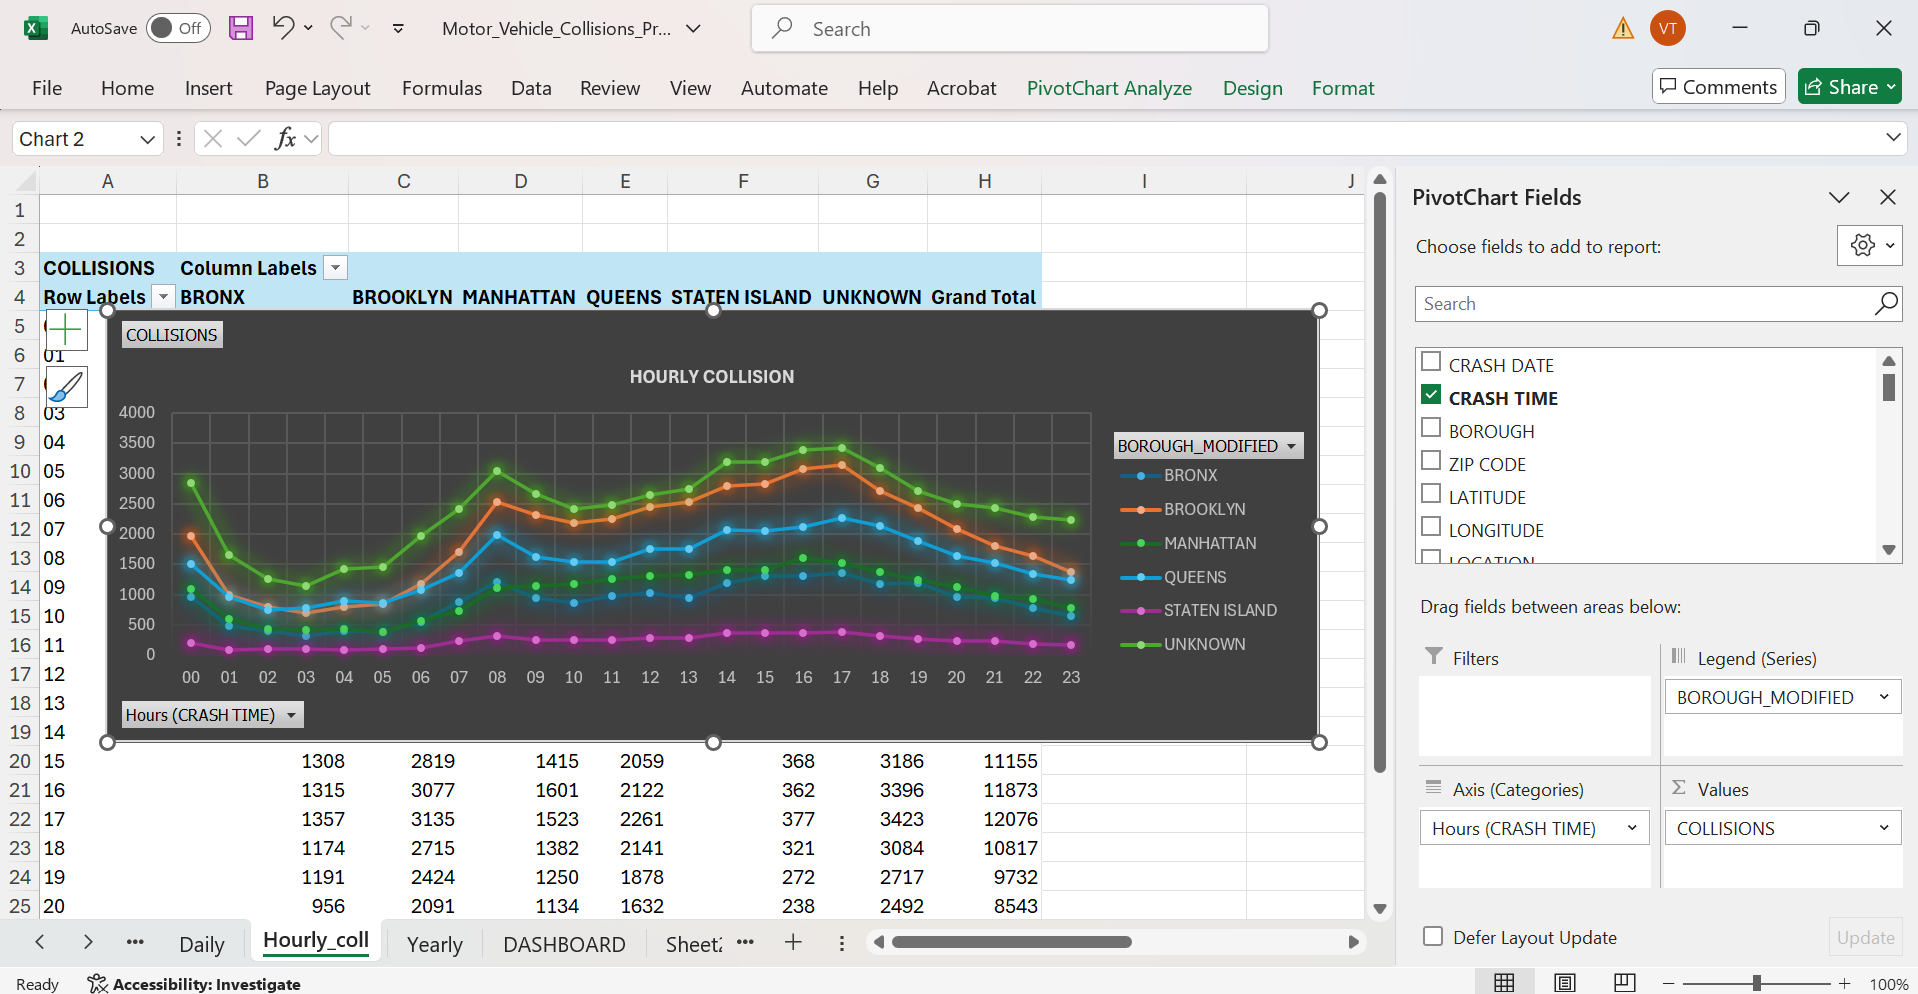 AutoSave Off Motor_Vehicle_Collisions_Pr... Search VT
File Home Insert Page Layout Formulas Data Review View Automate Help Acrobat PivotChart Analyze Design Format Comments Share
Chart 2 fx
A B C D E F G H I J
1
2
3 COLLISIONS Column Labels
4 Row Labels BRONX BROOKLYN MANHATTAN QUEENS STATEN ISLAND UNKNOWN Grand Total
5
6 01
7
8 03
9 04
10 05
11 06
12 07
13 08
14 09
15 10
16 11
17 12
18 13
19 14
20 15 1308 2819 1415 2059 368 3186 11155
21 16 1315 3077 1601 2122 362 3396 11873
22 17 1357 3135 1523 2261 377 3423 12076
23 18 1174 2715 1382 2141 321 3084 10817
24 19 1191 2424 1250 1878 272 2717 9732
25 20 956 2091 1134 1632 238 2492 8543
COLLISIONS
HOURLY COLLISION
4000
3500
3000
2500
2000
1500
1000
500
0
00 01 02 03 04 05 06 07 08 09 10 11 12 13 14 15 16 17 18 19 20 21 22 23
Hours (CRASH TIME)
BOROUGH_MODIFIED
BRONX
BROOKLYN
MANHATTAN
QUEENS
STATEN ISLAND
UNKNOWN
PivotChart Fields
Choose fields to add to report:
Search
CRASH DATE
CRASH TIME
BOROUGH
ZIP CODE
LATITUDE
LONGITUDE
LOCATION
Drag fields between areas below:
Filters
Legend (Series)
BOROUGH_MODIFIED
Axis (Categories)
Hours (CRASH TIME)
Σ Values
COLLISIONS
Defer Layout Update Update
Daily Hourly_coll Yearly DASHBOARD Sheet2
Ready Accessibility: Investigate 100%